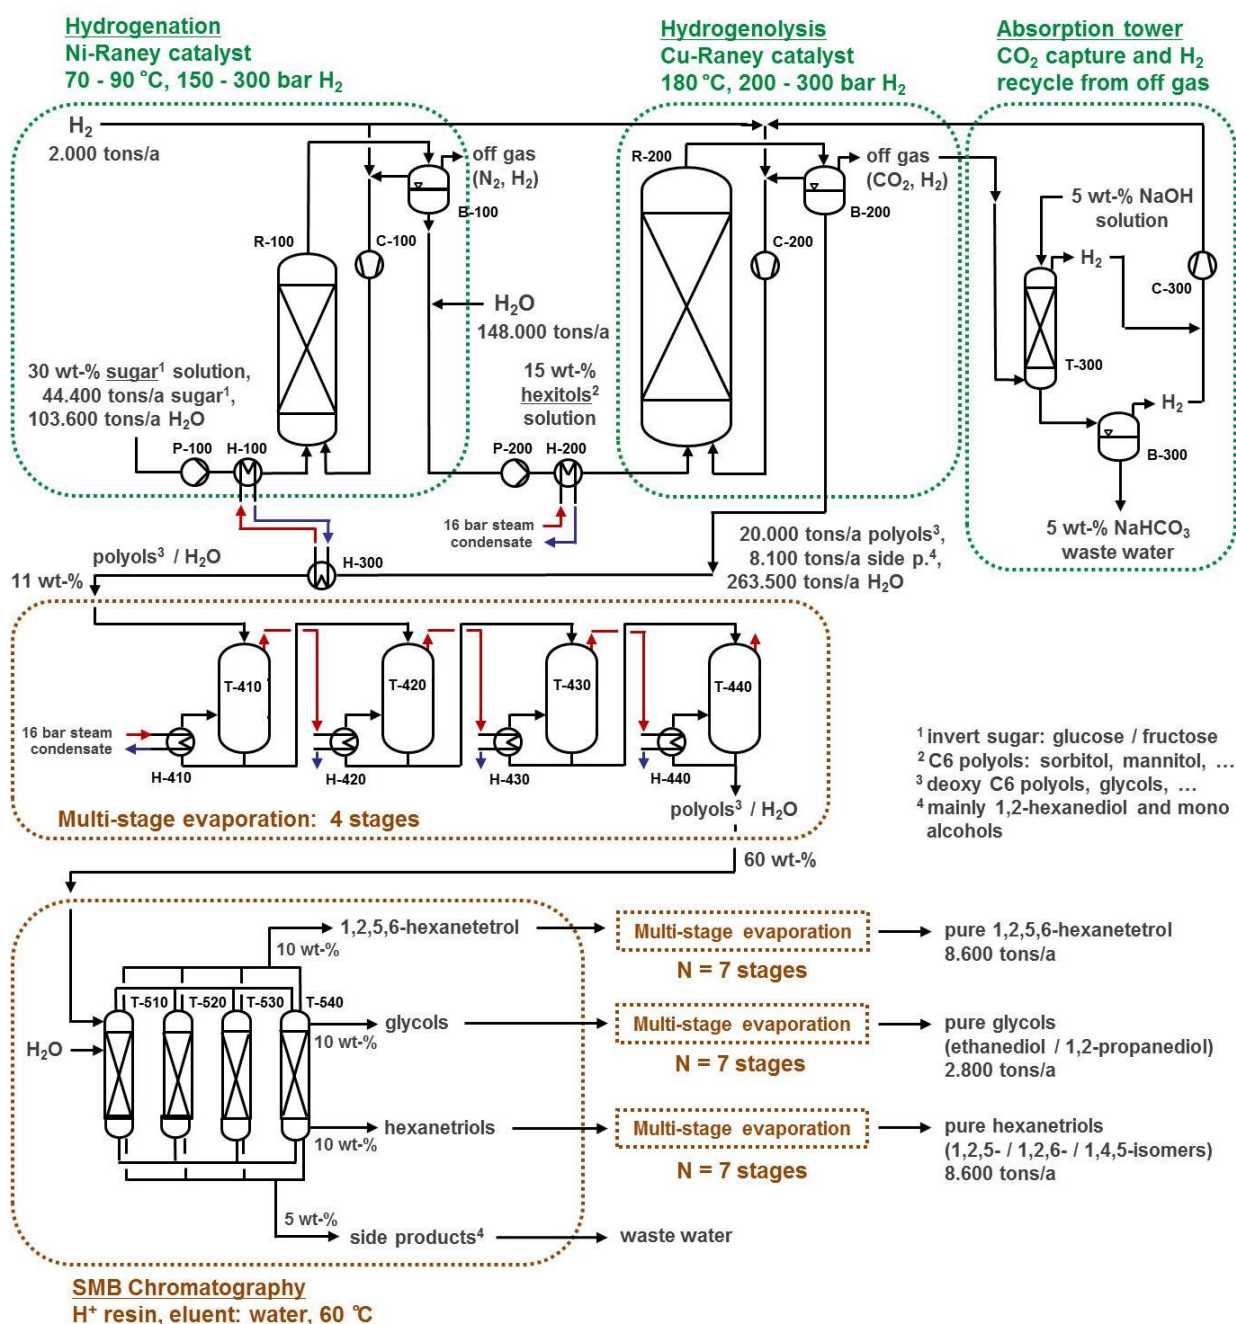 Hydrogenation
Ni-Raney catalyst
70 - 90 °C, 150 - 300 bar H₂
Hydrogenolysis
Cu-Raney catalyst
180 °C, 200 - 300 bar H₂
Absorption tower
CO₂ capture and H₂
recycle from off gas
H₂
2.000 tons/a
off gas
(N₂, H₂)
B-100
R-100
C-100
H₂O
148.000 tons/a
30 wt-% sugar¹ solution,
44.400 tons/a sugar¹,
103.600 tons/a H₂O
P-100
H-100
R-200
off gas
(CO₂, H₂)
B-200
C-200
15 wt-%
hexitols²
solution
P-200
H-200
5 wt-% NaOH
solution
H₂
C-300
T-300
H₂
B-300
5 wt-% NaHCO₃
waste water
16 bar steam
condensate
20.000 tons/a polyols³,
8.100 tons/a side p.⁴,
263.500 tons/a H₂O
polyols³ / H₂O
H-300
11 wt-%
T-410
T-420
T-430
T-440
16 bar steam
condensate
H-410
H-420
H-430
H-440
polyols³ / H₂O
Multi-stage evaporation: 4 stages
60 wt-%
¹ invert sugar: glucose / fructose
² C6 polyols: sorbitol, mannitol, …
³ deoxy C6 polyols, glycols, …
⁴ mainly 1,2-hexanediol and mono
alcohols
1,2,5,6-hexanetetrol
10 wt-%
Multi-stage evaporation
N = 7 stages
pure 1,2,5,6-hexanetetrol
8.600 tons/a
T-510
T-520
T-530
T-540
H₂O
glycols
10 wt-%
Multi-stage evaporation
N = 7 stages
pure glycols
(ethanediol / 1,2-propanediol)
2.800 tons/a
hexanetriols
10 wt-%
Multi-stage evaporation
N = 7 stages
pure hexanetriols
(1,2,5- / 1,2,6- / 1,4,5-isomers)
8.600 tons/a
5 wt-%
side products⁴
waste water
SMB Chromatography
H⁺ resin, eluent: water, 60 °C